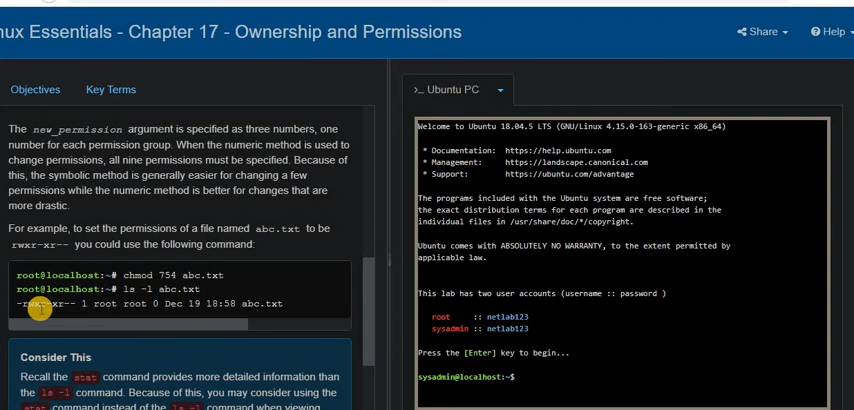 nux Essentials - Chapter 17 - Ownership and Permissions
Share
Help
Objectives
Key Terms
The new_permission argument is specified as three numbers, one
number for each permission group. When the numeric method is used to
change permissions, all nine permissions must be specified. Because of
this, the symbolic method is generally easier for changing a few
permissions while the numeric method is better for changes that are
more drastic.
For example, to set the permissions of a file named abc.txt to be
rwxr-xr-- you could use the following command:
root@localhost:~# chmod 754 abc.txt
root@localhost:~# ls -l abc.txt
-rwxr-xr-- 1 root root 0 Dec 19 18:58 abc.txt
Consider This
Recall the stat command provides more detailed information than
the ls -l command. Because of this, you may consider using the
stat command instead of the ls -l command when viewing
>_ Ubuntu PC
Welcome to Ubuntu 18.04.5 LTS (GNU/Linux 4.15.0-163-generic x86_64)
* Documentation: https://help.ubuntu.com
* Management: https://landscape.canonical.com
* Support: https://ubuntu.com/advantage
The programs included with the Ubuntu system are free software;
the exact distribution terms for each program are described in the
individual files in /usr/share/doc/*/copyright.
Ubuntu comes with ABSOLUTELY NO WARRANTY, to the extent permitted by
applicable law.
This lab has two user accounts (username :: password )
root :: netlab123
sysadmin :: netlab123
Press the [Enter] key to begin...
sysadmin@localhost:~$